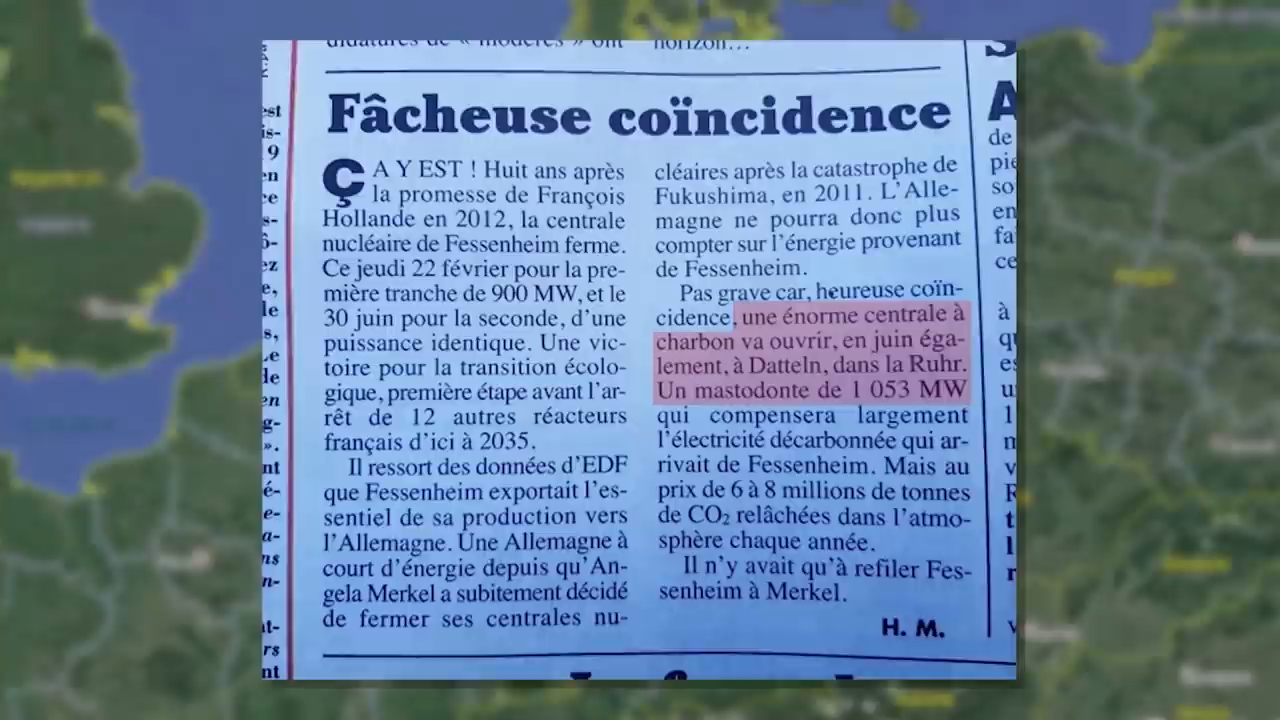 didatures de « modérés » ont
horizon...
Fâcheuse coïncidence
ÇA Y EST ! Huit ans après
la promesse de François
Hollande en 2012, la centrale
nucléaire de Fessenheim ferme.
Ce jeudi 22 février pour la pre-
mière tranche de 900 MW, et le
30 juin pour la seconde, d'une
puissance identique. Une vic-
toire pour la transition écolo-
gique, première étape avant l'ar-
rêt de 12 autres réacteurs
français d'ici à 2035.
Il ressort des données d'EDF
que Fessenheim exportait l'es-
sentiel de sa production vers
l'Allemagne. Une Allemagne à
court d'énergie depuis qu'An-
gela Merkel a subitement décidé
de fermer ses centrales nu-
cléaires après la catastrophe de
Fukushima, en 2011. L'Alle-
magne ne pourra donc plus
compter sur l'énergie provenant
de Fessenheim.
Pas grave car, heureuse coïn-
cidence, une énorme centrale à
charbon va ouvrir, en juin éga-
lement, à Datteln, dans la Ruhr.
Un mastodonte de 1 053 MW
qui compensera largement
l'électricité décarbonnée qui ar-
rivait de Fessenheim. Mais au
prix de 6 à 8 millions de tonnes
de CO₂ relâchées dans l'atmo-
sphère chaque année.
Il n'y avait qu'à refiler Fes-
senheim à Merkel.
H. M.